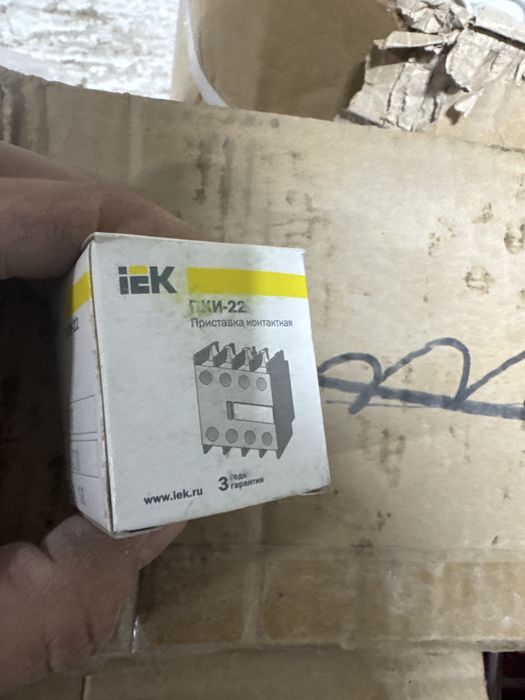 iEK
ПКИ-22
Приставка контактная
www.iek.ru
3 года гарантии